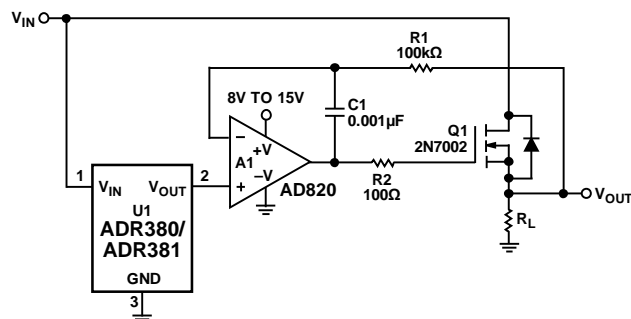 VIN
R1
100kΩ
8V TO 15V
C1
0.001µF
Q1
2N7002
–
+V
A1
–V
+
AD820
R2
100Ω
VOUT
RL
1
2
VIN
VOUT
U1
ADR380/
ADR381
GND
3